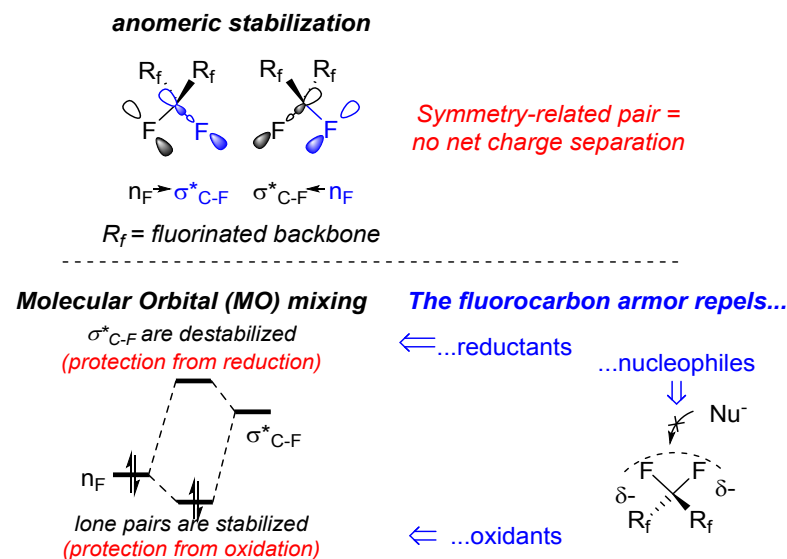 anomeric stabilization
Rf Rf Rf Rf
F F F F
Symmetry-related pair =
no net charge separation
nF → σ*C-F σ*C-F ← nF
Rf = fluorinated backbone
Molecular Orbital (MO) mixing
σ*C-F are destabilized
(protection from reduction)
The fluorocarbon armor repels...
⇐ ...reductants
...nucleophiles
⇓
Nu-
σ*C-F
nF
F F
δ- δ-
Rf Rf
lone pairs are stabilized
(protection from oxidation)
⇐ ...oxidants